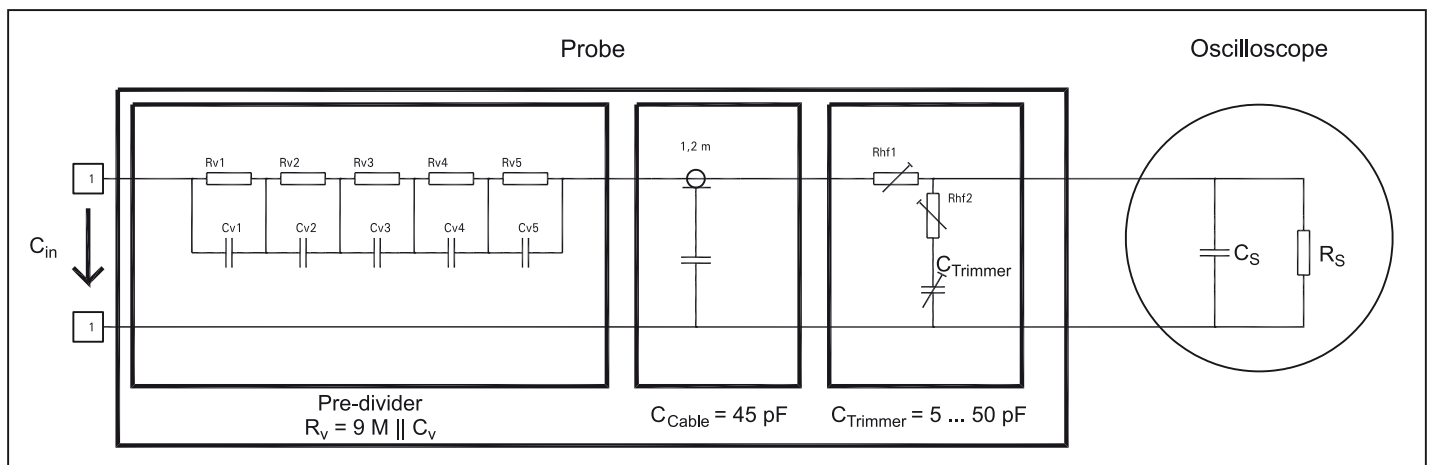 Probe
Oscilloscope
Rv1 Rv2 Rv3 Rv4 Rv5
1,2 m
Rhf1
1
Rhf2
Cv1 Cv2 Cv3 Cv4 Cv5
C_in
C_Trimmer
C_S
R_S
1
Pre-divider
R_v = 9 M || C_v
C_Cable = 45 pF
C_Trimmer = 5 ... 50 pF